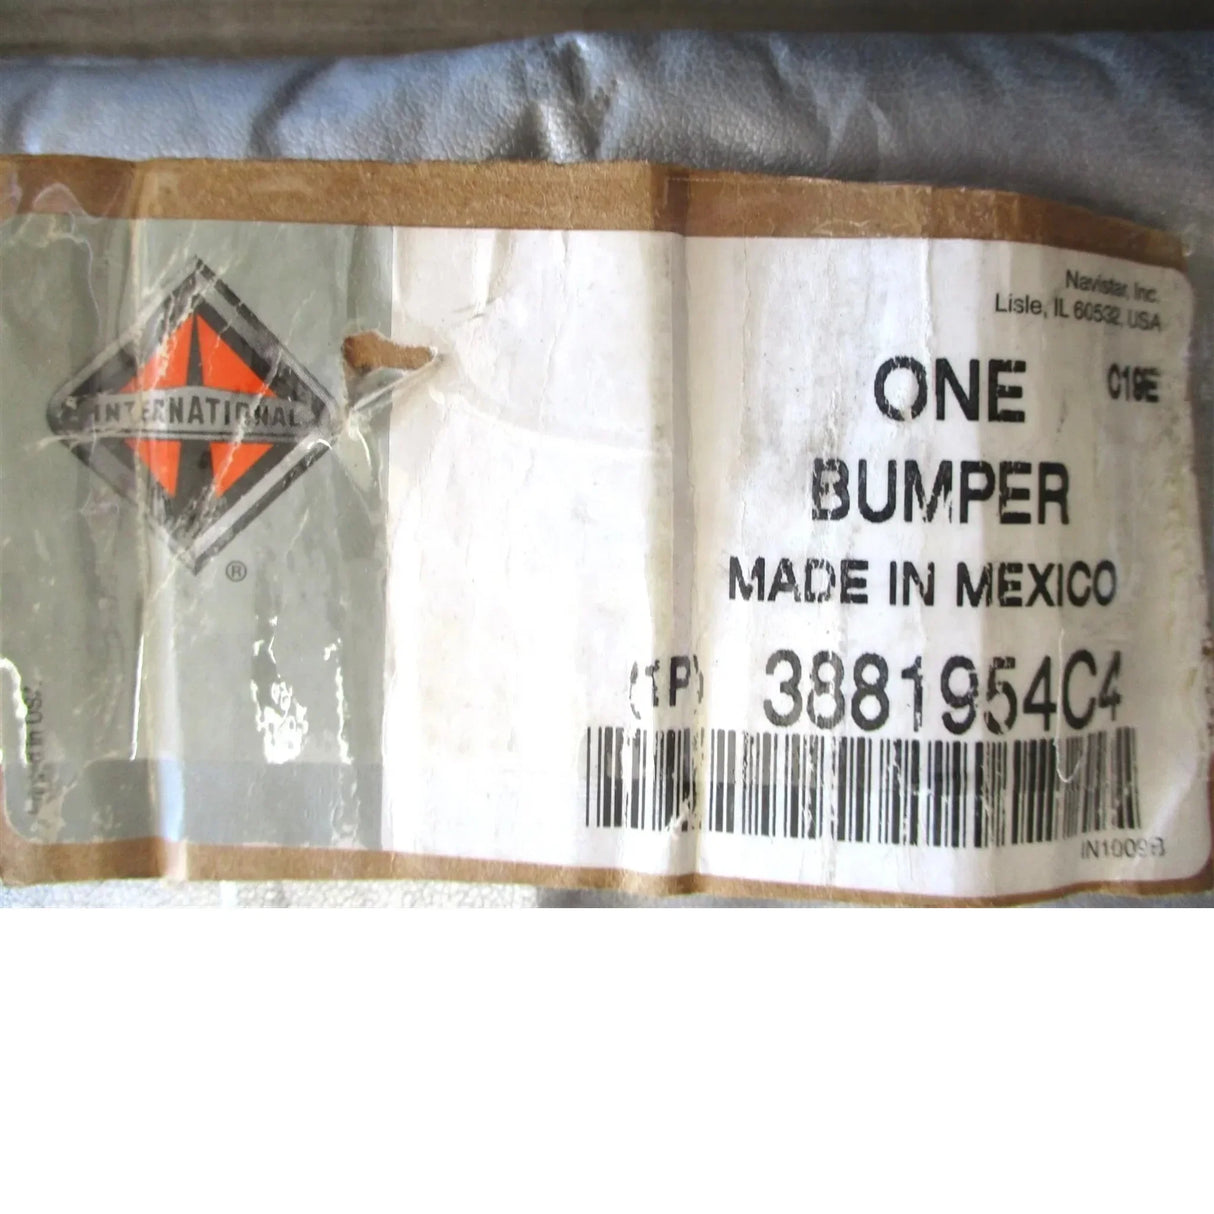 INTERNATIONAL
®
Navistar, Inc.
Lisle, IL 60532, USA
ONE
C19E
BUMPER
MADE IN MEXICO
(1P) 3881954C4
IN1009B